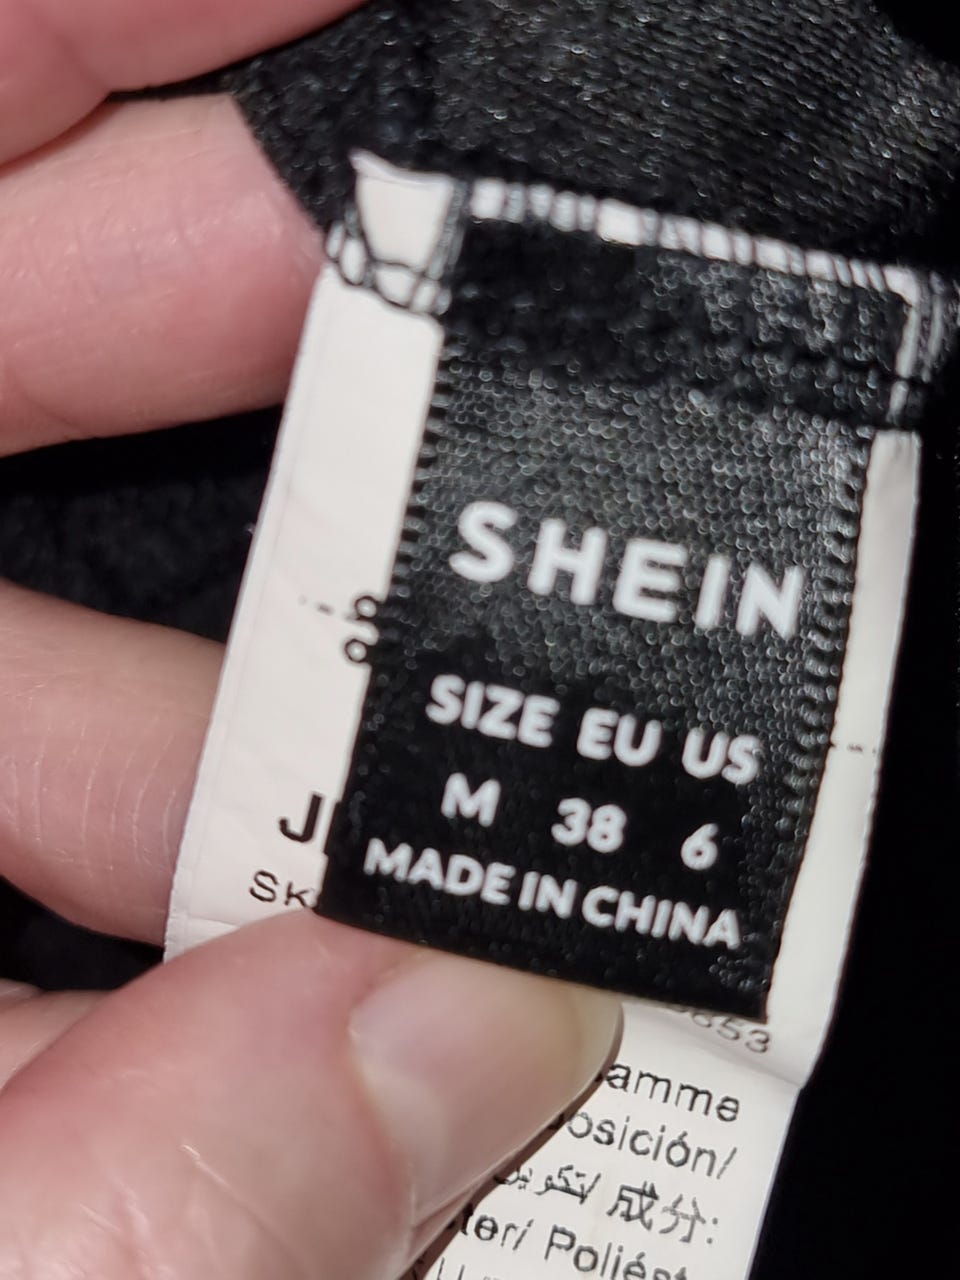 SHEIN
SIZE EU US
M 38 6
MADE IN CHINA
J
SK
653
amme
osición/
成分:
ter/ Poliést